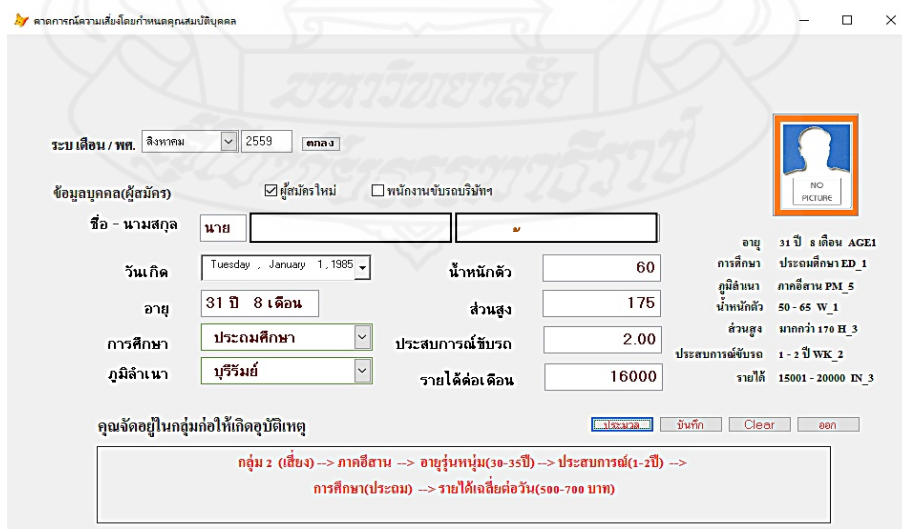 คาดการณ์ความเสี่ยงโดยกำหนดคุณสมบัติบุคคล
มหาวิทยาลัย
ระบุ เดือน / พศ. สิงหาคม 2559 ตกลง
ข้อมูลบุคคล(ผู้สมัคร) ผู้สมัครใหม่ พนักงานขับรถบริษัทฯ
NO PICTURE
ชื่อ - นามสกุล นาย
วันเกิด Tuesday , January 1, 1985 น้ำหนักตัว 60
อายุ 31 ปี 8 เดือน ส่วนสูง 175
การศึกษา ประถมศึกษา ประสบการณ์ขับรถ 2.00
ภูมิลำเนา บุรีรัมย์ รายได้ต่อเดือน 16000
อายุ 31 ปี 8 เดือน AGE1
การศึกษา ประถมศึกษา ED_1
ภูมิลำเนา ภาคอีสาน PM_5
น้ำหนักตัว 50 - 65 W_1
ส่วนสูง มากกว่า 170 H_3
ประสบการณ์ขับรถ 1 - 2 ปี WK_2
รายได้ 15001 - 20000 IN_3
คุณจัดอยู่ในกลุ่มก่อให้เกิดอุบัติเหตุ ประมวล บันทึก Clear ออก
กลุ่ม 2 (เสี่ยง) --> ภาคอีสาน --> อายุรุ่นหนุ่ม(30-35ปี) --> ประสบการณ์(1-2ปี) -->
การศึกษา(ประถม) --> รายได้เฉลี่ยต่อวัน(500-700 บาท)